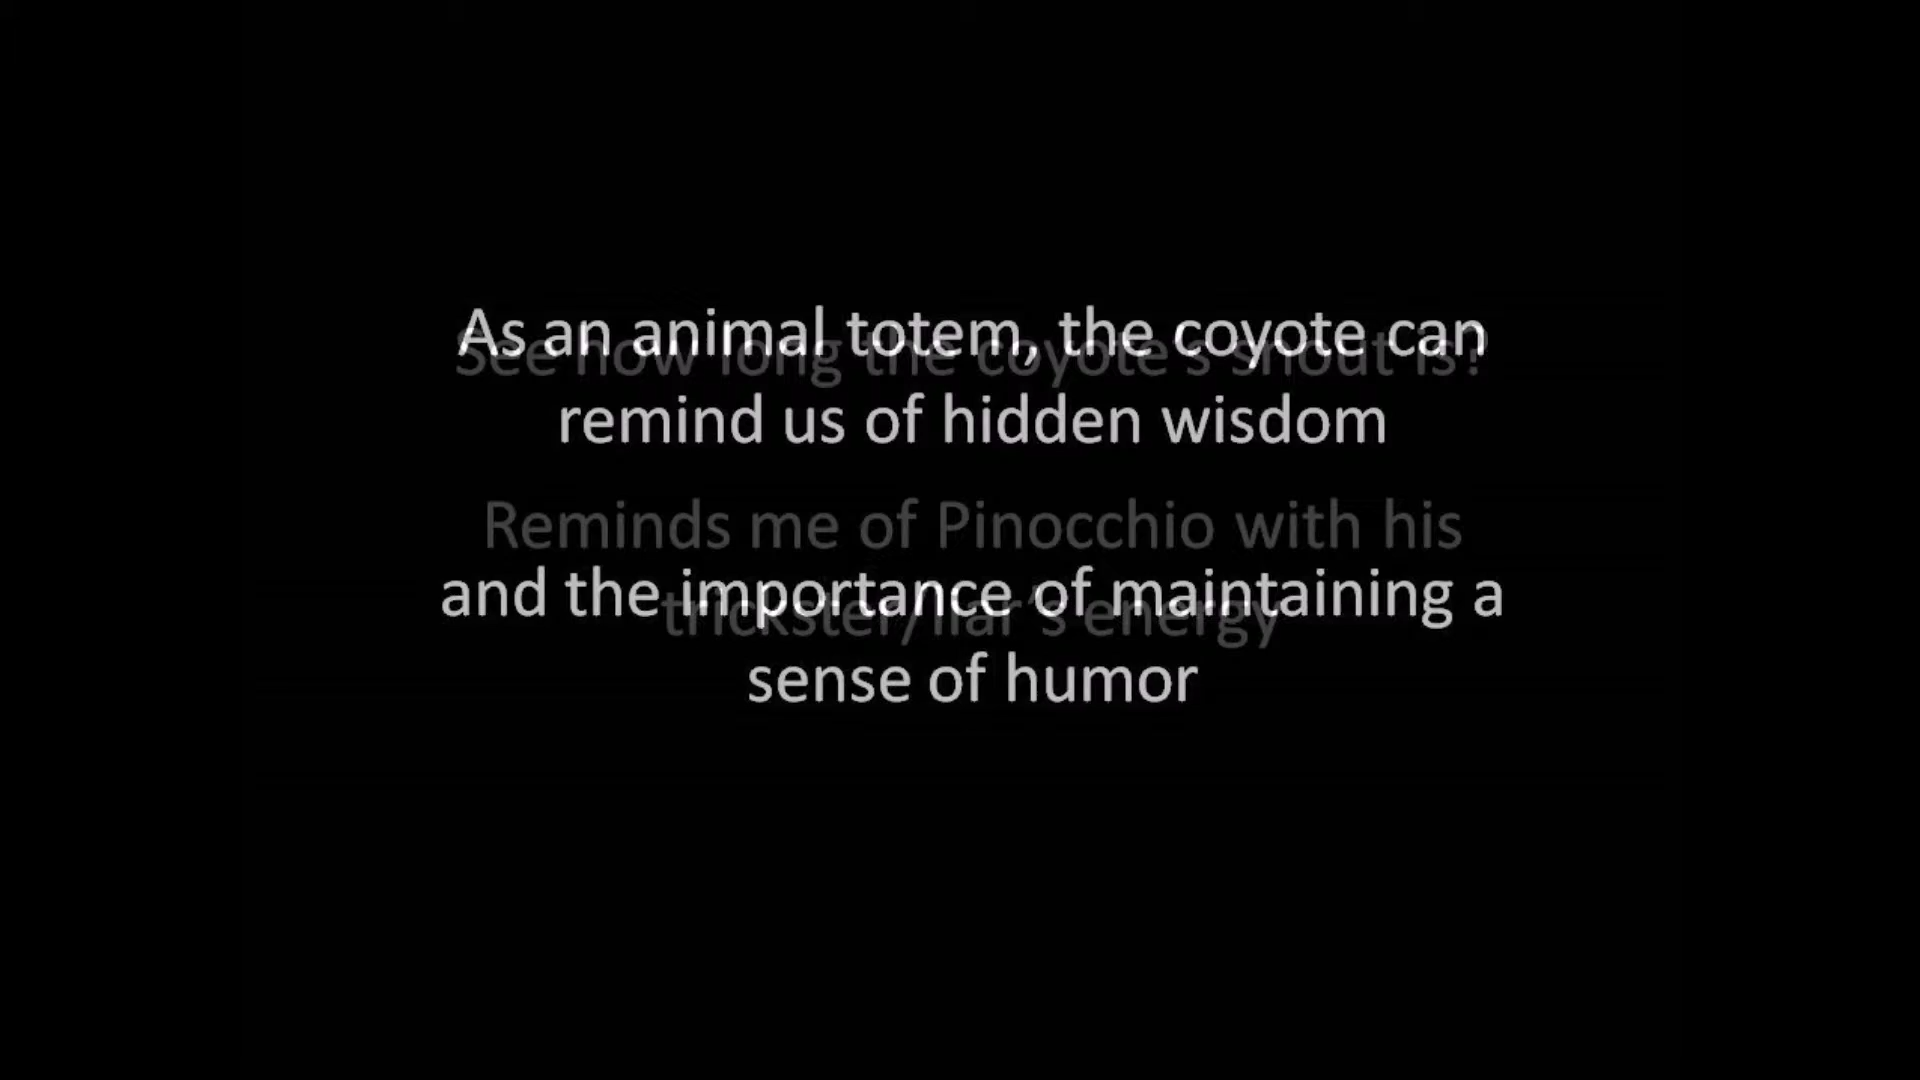 As an animal totem, the coyote can
See how long the coyote's snout is?
remind us of hidden wisdom
Reminds me of Pinocchio with his
and the importance of maintaining a
trickster/liar's energy
sense of humor